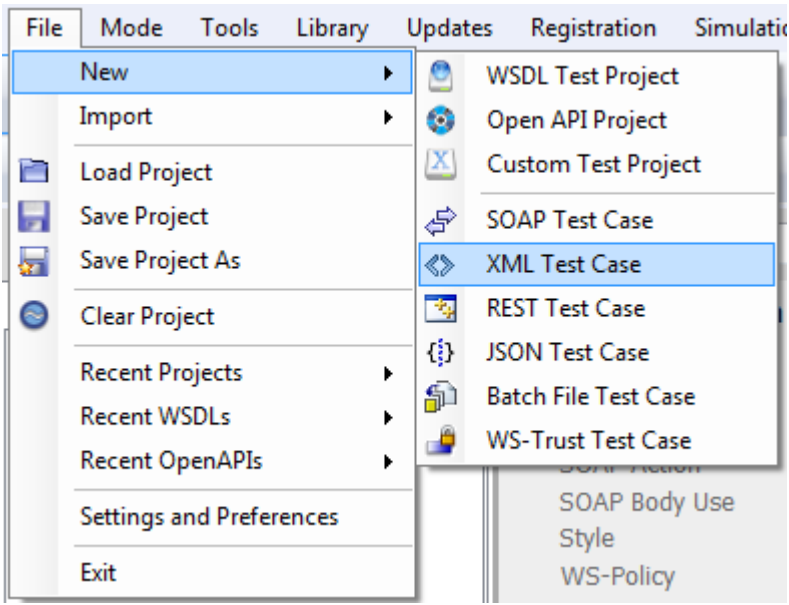 File Mode Tools Library Updates Registration Simulatio
New
Import
Load Project
Save Project
Save Project As
Clear Project
Recent Projects
Recent WSDLs
Recent OpenAPIs
Settings and Preferences
Exit
WSDL Test Project
Open API Project
Custom Test Project
SOAP Test Case
XML Test Case
REST Test Case
JSON Test Case
Batch File Test Case
WS-Trust Test Case
SOAP Action
SOAP Body Use
Style
WS-Policy